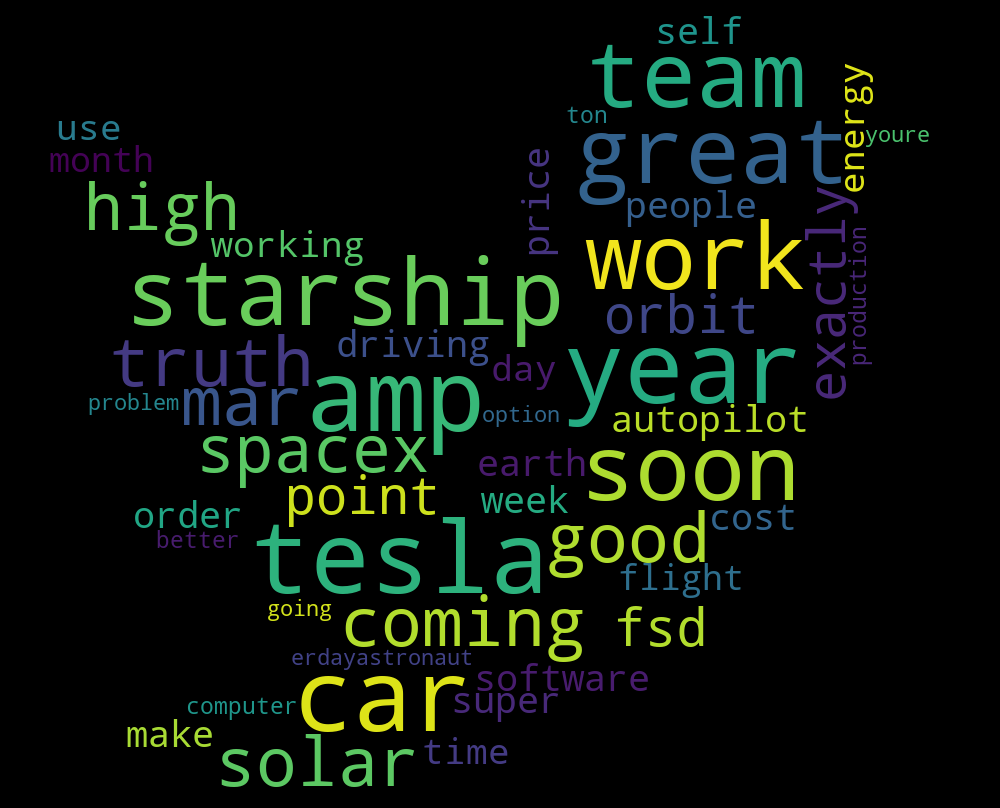 self
team
ton
energy
use
great
youre
month
price
high
people
exactly
working
work
production
starship
orbit
truth
driving
year
day
amp
mar
problem
option
autopilot
spacex
earth
soon
point
week
order
cost
better
tesla
good
flight
going
coming
fsd
erdayastronaut
software
car
super
computer
make
solar
time